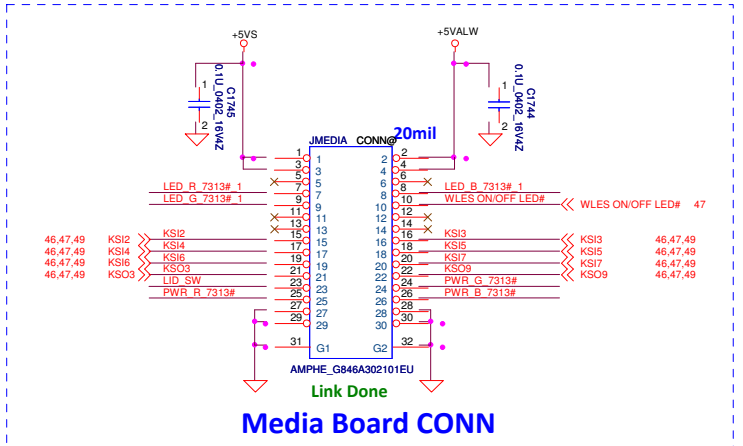 +5VS
+5VALW
1
C1745
0.1U_0402_16V4Z
2
1
C1744
0.1U_0402_16V4Z
2
20mil
JMEDIA CONN@
1 1 2 2
3 3 4 4
5 5 6 6
LED_R_7313#_1 7 7 8 8 LED_B_7313#_1
LED_G_7313#_1 9 9 10 10 WLES ON/OFF LED# WLES ON/OFF LED# 47
11 11 12 12
13 13 14 14
46,47,49 KSI2 KSI2 15 15 16 16 KSI3 KSI3 46,47,49
46,47,49 KSI4 KSI4 17 17 18 18 KSI5 KSI5 46,47,49
46,47,49 KSI6 KSI6 19 19 20 20 KSI7 KSI7 46,47,49
46,47,49 KSO3 KSO3 21 21 22 22 KSO9 KSO9 46,47,49
LID_SW 23 23 24 24 PWR_G_7313#
PWR_R_7313# 25 25 26 26 PWR_B_7313#
27 27 28 28
29 29 30 30
31 G1 G2 32
AMPHE_G846A302101EU
Link Done
Media Board CONN